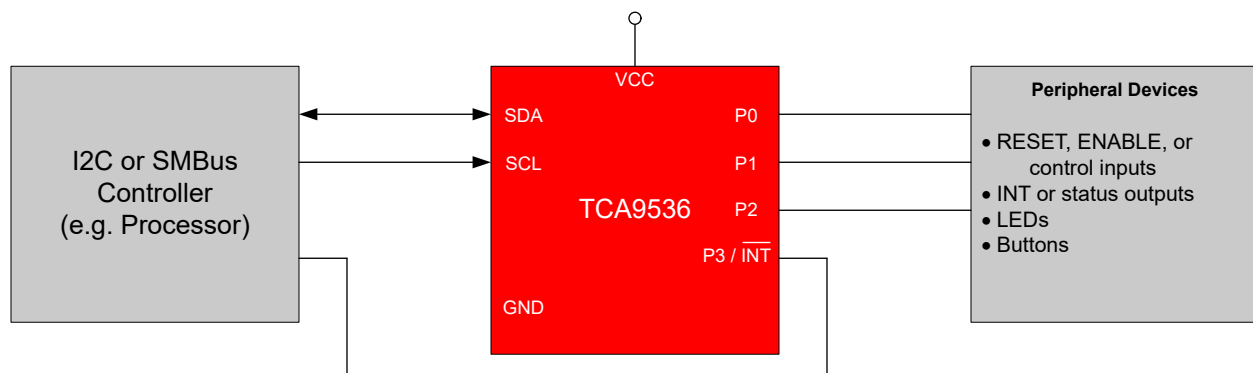 I2C or SMBus
Controller
(e.g. Processor)
VCC
SDA
SCL
TCA9536
GND
P0
P1
P2
P3 / I̅N̅T̅
Peripheral Devices
• RESET, ENABLE, or
control inputs
• INT or status outputs
• LEDs
• Buttons